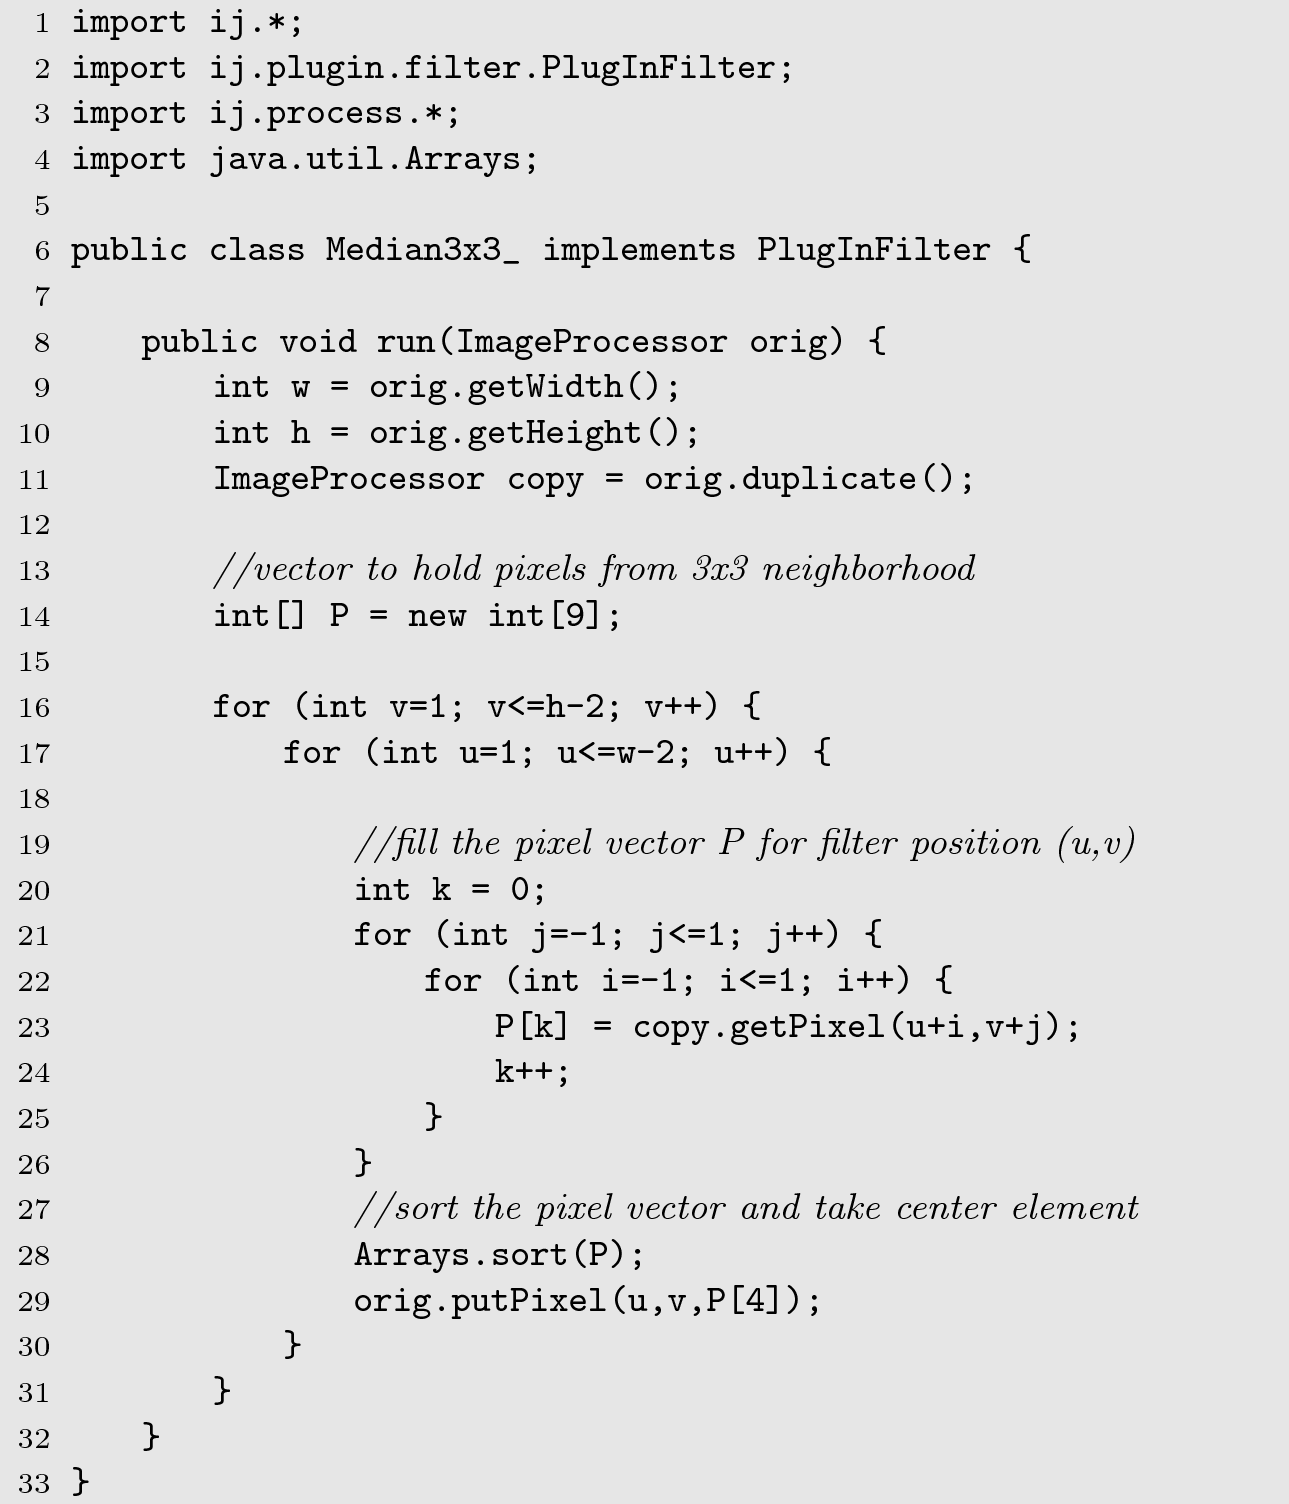 1 import ij.*;
2 import ij.plugin.filter.PlugInFilter;
3 import ij.process.*;
4 import java.util.Arrays;
5
6 public class Median3x3_ implements PlugInFilter {
7
8 public void run(ImageProcessor orig) {
9 int w = orig.getWidth();
10 int h = orig.getHeight();
11 ImageProcessor copy = orig.duplicate();
12
13 //vector to hold pixels from 3x3 neighborhood
14 int[] P = new int[9];
15
16 for (int v=1; v<=h-2; v++) {
17 for (int u=1; u<=w-2; u++) {
18
19 //fill the pixel vector P for filter position (u,v)
20 int k = 0;
21 for (int j=-1; j<=1; j++) {
22 for (int i=-1; i<=1; i++) {
23 P[k] = copy.getPixel(u+i,v+j);
24 k++;
25 }
26 }
27 //sort the pixel vector and take center element
28 Arrays.sort(P);
29 orig.putPixel(u,v,P[4]);
30 }
31 }
32 }
33 }